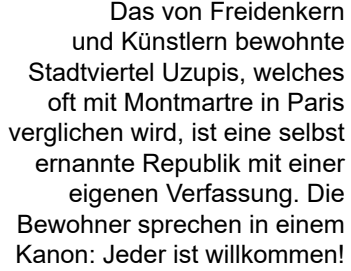 Das von Freidenkern
und Künstlern bewohnte
Stadtviertel Uzupis, welches
oft mit Montmartre in Paris
verglichen wird, ist eine selbst
ernannte Republik mit einer
eigenen Verfassung. Die
Bewohner sprechen in einem
Kanon: Jeder ist willkommen!